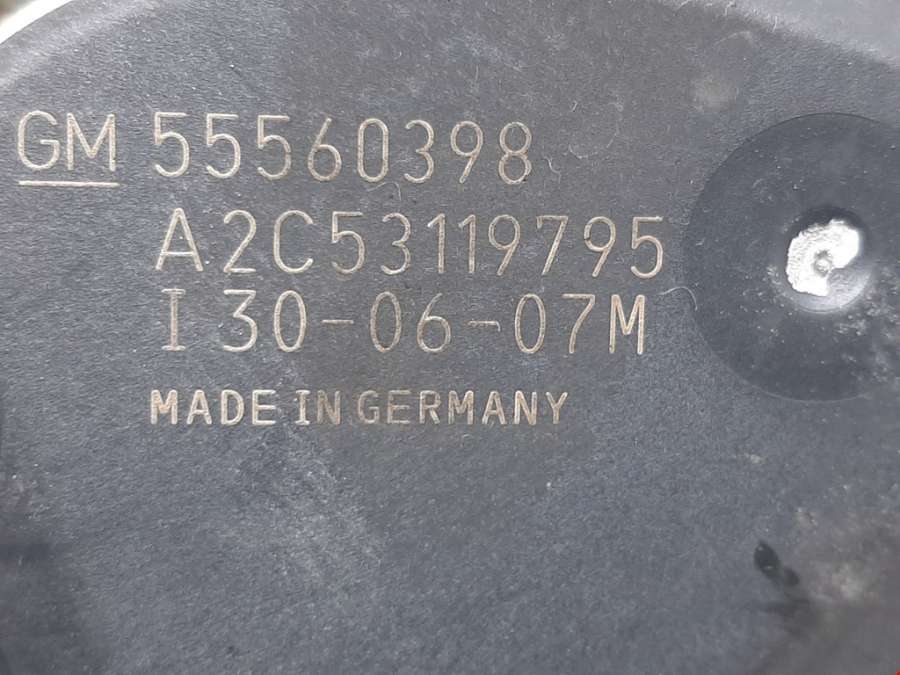 GM 55560398
A2C53119795
I 30-06-07M
MADE IN GERMANY